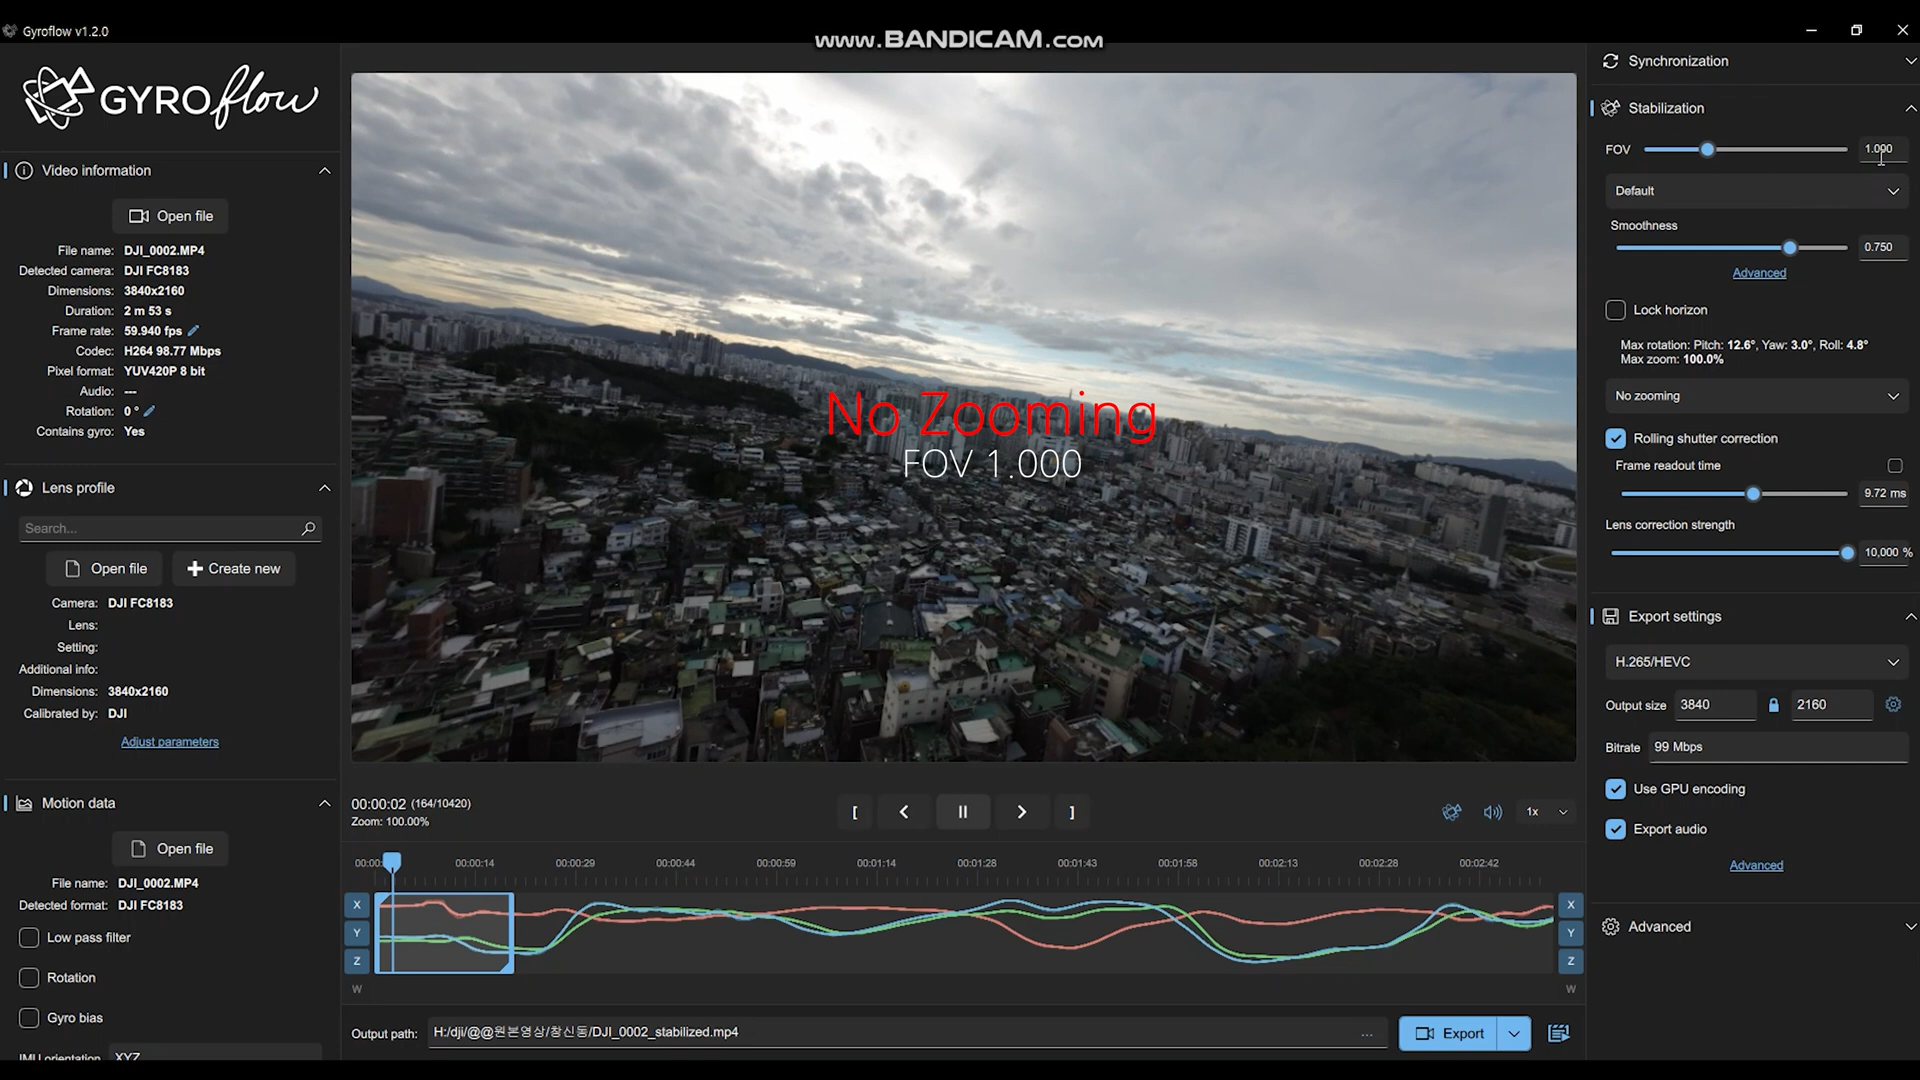 Gyroflow v1.2.0
www.BANDICAM.com
GYROflow
Video information
Open file
File name: DJI_0002.MP4
Detected camera: DJI FC8183
Dimensions: 3840x2160
Duration: 2 m 53 s
Frame rate: 59.940 fps
Codec: H264 98.77 Mbps
Pixel format: YUV420P 8 bit
Audio: ---
Rotation: 0 °
Contains gyro: Yes
Lens profile
Search...
Open file
Create new
Camera: DJI FC8183
Lens:
Setting:
Additional info:
Dimensions: 3840x2160
Calibrated by: DJI
Adjust parameters
Motion data
Open file
File name: DJI_0002.MP4
Detected format: DJI FC8183
Low pass filter
Rotation
Gyro bias
IMU orientation XYZ
No Zooming
FOV 1.000
00:00:02 (164/10420)
Zoom: 100.00%
[
]
1x
00:00: 00:00:14 00:00:29 00:00:44 00:00:59 00:01:14 00:01:28 00:01:43 00:01:58 00:02:13 00:02:28 00:02:42
X
Y
Z
W
X
Y
Z
W
Output path: H:/dji/@@원본영상/창신동/DJI_0002_stabilized.mp4 ...
Export
Synchronization
Stabilization
FOV 1.000
Default
Smoothness
0.750
Advanced
Lock horizon
Max rotation: Pitch: 12.6°, Yaw: 3.0°, Roll: 4.8°
Max zoom: 100.0%
No zooming
Rolling shutter correction
Frame readout time
9.72 ms
Lens correction strength
10,000 %
Export settings
H.265/HEVC
Output size 3840 2160
Bitrate 99 Mbps
Use GPU encoding
Export audio
Advanced
Advanced